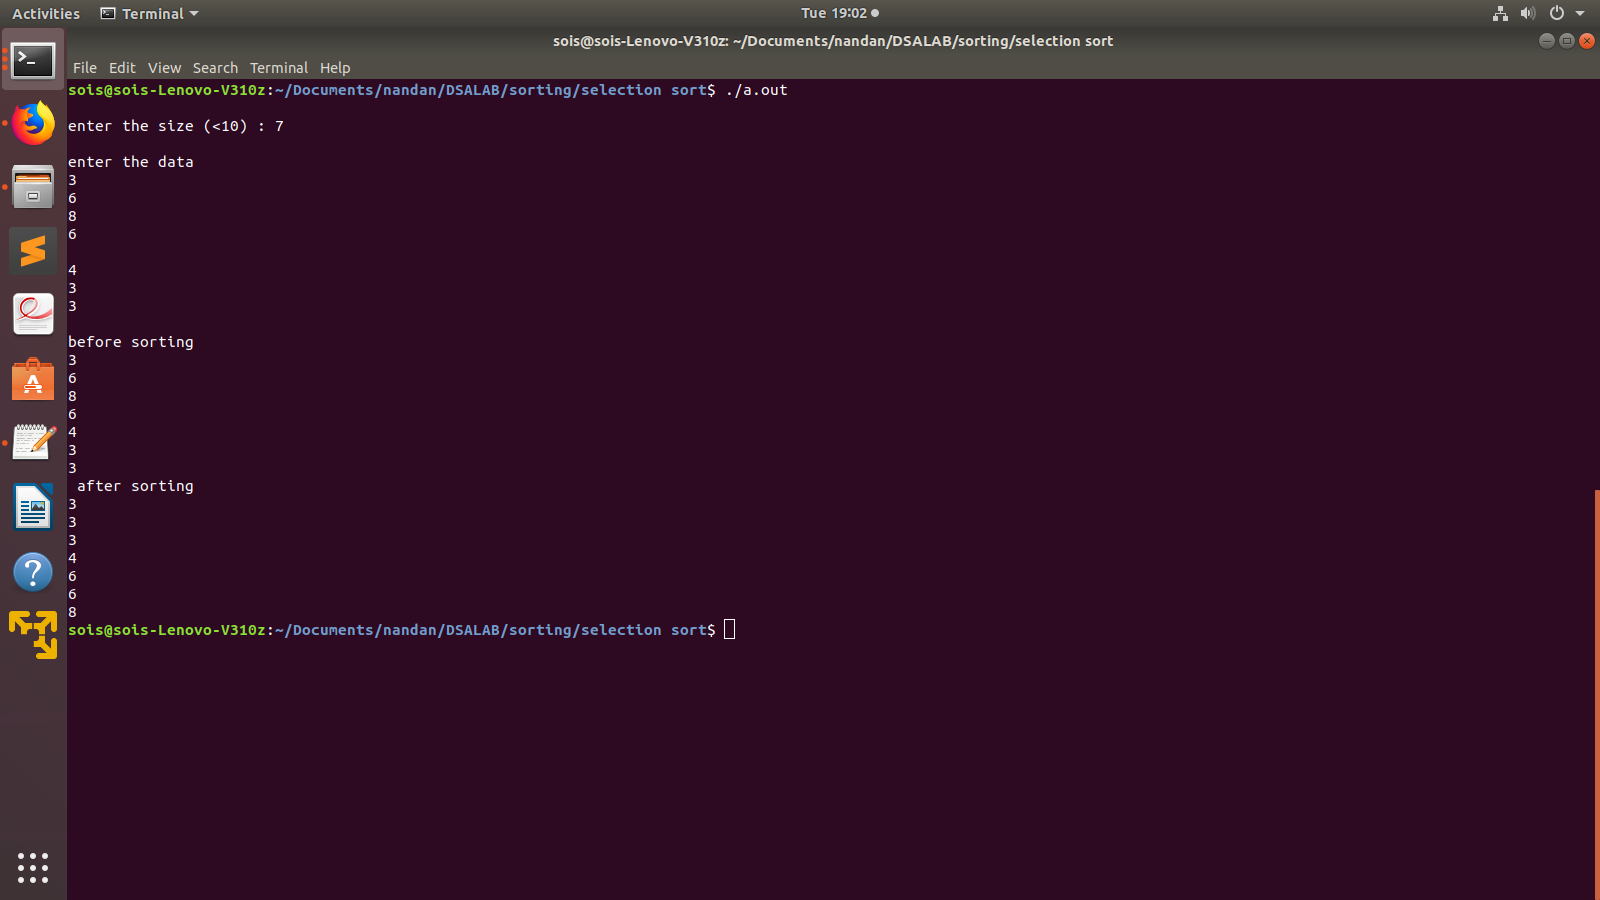 Activities Terminal Tue 19:02
sois@sois-Lenovo-V310z: ~/Documents/nandan/DSALAB/sorting/selection sort
File Edit View Search Terminal Help
sois@sois-Lenovo-V310z:~/Documents/nandan/DSALAB/sorting/selection sort$ ./a.out
enter the size (<10) : 7
enter the data
3
6
8
6
4
3
3
before sorting
3
6
8
6
4
3
3
after sorting
3
3
3
4
6
6
8
sois@sois-Lenovo-V310z:~/Documents/nandan/DSALAB/sorting/selection sort$